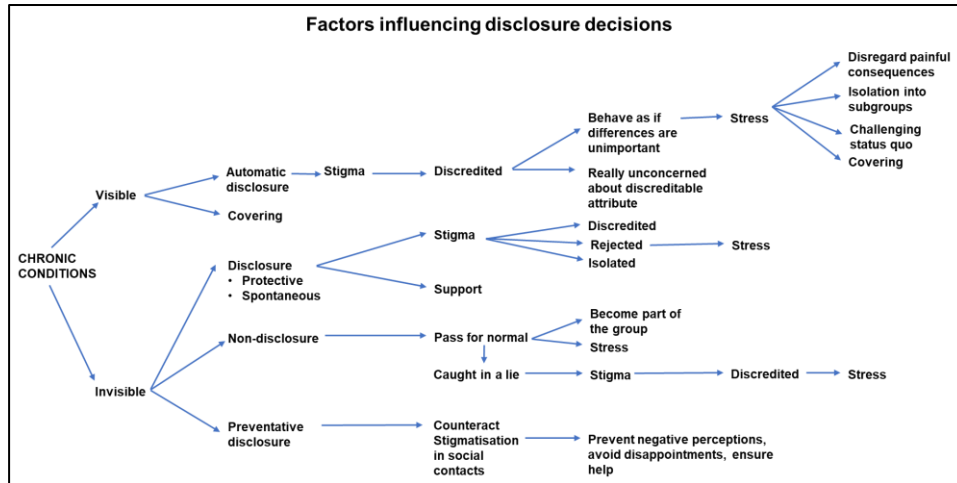 Factors influencing disclosure decisions
Disregard painful
consequences
Isolation into
subgroups
Challenging
status quo
Covering
Behave as if
differences are
unimportant
Stress
Really unconcerned
about discreditable
attribute
Visible
Automatic
disclosure
Stigma
Discredited
Covering
CHRONIC
CONDITIONS
Disclosure
• Protective
• Spontaneous
Stigma
Discredited
Rejected
Isolated
Stress
Support
Invisible
Non-disclosure
Pass for normal
Become part of
the group
Stress
Caught in a lie
Stigma
Discredited
Stress
Preventative
disclosure
Counteract
Stigmatisation
in social
contacts
Prevent negative perceptions,
avoid disappointments, ensure
help